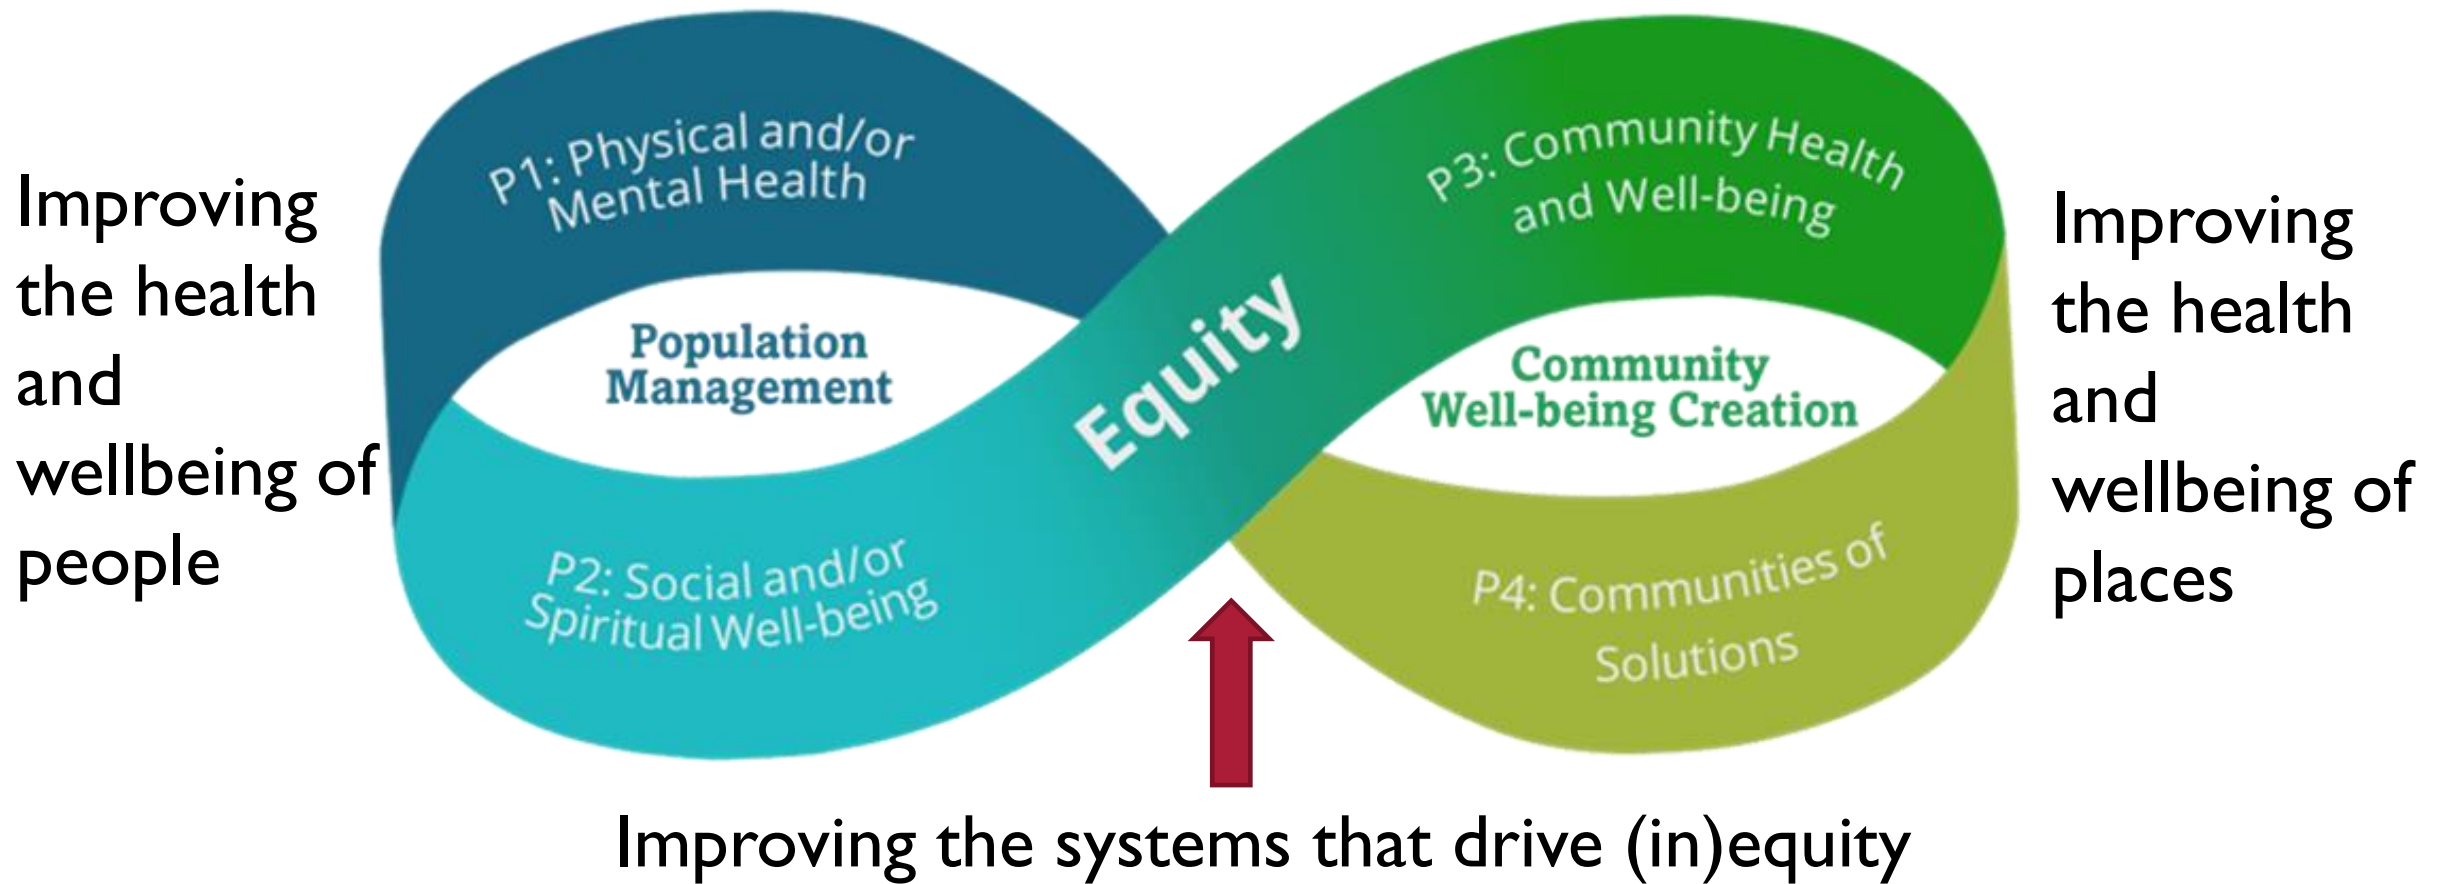 Improving
the health
and
wellbeing of
people
P1: Physical and/or
Mental Health
Population
Management
P2: Social and/or
Spiritual Well-being
Equity
P3: Community Health
and Well-being
Community
Well-being Creation
P4: Communities of
Solutions
Improving
the health
and
wellbeing of
places
Improving the systems that drive (in)equity